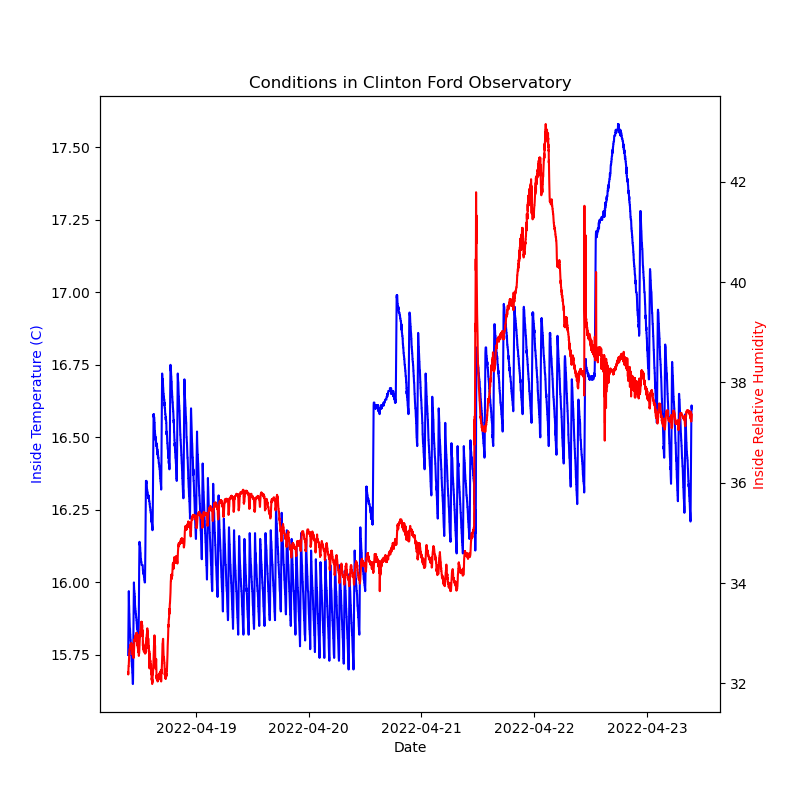 Conditions in Clinton Ford Observatory
17.50
17.25
17.00
16.75
16.50
16.25
16.00
15.75
Inside Temperature (C)
42
40
38
36
34
32
Inside Relative Humidity
2022-04-19 2022-04-20 2022-04-21 2022-04-22 2022-04-23
Date